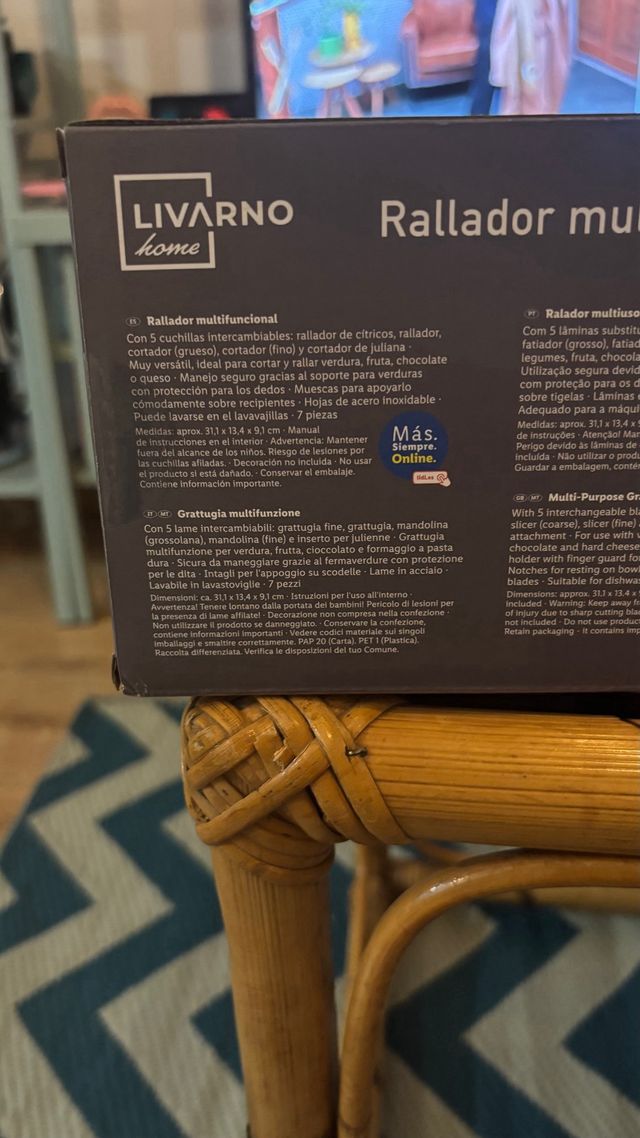 LIVARNO
home
Rallador mul
ES Rallador multifuncional
Con 5 cuchillas intercambiables: rallador de cítricos, rallador,
cortador (grueso), cortador (fino) y cortador de juliana ·
Muy versátil, ideal para cortar y rallar verdura, fruta, chocolate
o queso · Manejo seguro gracias al soporte para verduras
con protección para los dedos · Muescas para apoyarlo
cómodamente sobre recipientes · Hojas de acero inoxidable ·
Puede lavarse en el lavavajillas · 7 piezas
Medidas: aprox. 31,1 x 13,4 x 9,1 cm · Manual
de instrucciones en el interior · Advertencia: Mantener
fuera del alcance de los niños. Riesgo de lesiones por
las cuchillas afiladas. · Decoración no incluida · No usar
el producto si está dañado. · Conservar el embalaje.
Contiene información importante.
Más.
Siempre.
Online.
lidl.es
IT MT Grattugia multifunzione
Con 5 lame intercambiabili: grattugia fine, grattugia, mandolina
(grossolana), mandolina (fine) e inserto per julienne · Grattugia
multifunzione per verdura, frutta, cioccolato e formaggio a pasta
dura · Sicura da maneggiare grazie al fermaverdure con protezione
per le dita · Intagli per l'appoggio su scodelle · Lame in acciaio ·
Lavabile in lavastoviglie · 7 pezzi
Dimensioni: ca. 31,1 x 13,4 x 9,1 cm · Istruzioni per l'uso all'interno ·
Avvertenza! Tenere lontano dalla portata dei bambini! Pericolo di lesioni per
la presenza di lame affilate! · Decorazione non compresa nella confezione ·
Non utilizzare il prodotto se danneggiato. · Conservare la confezione,
contiene informazioni importanti · Vedere codici materiale sui singoli
imballaggi e smaltire correttamente. PAP 20 (Carta). PET 1 (Plastica).
Raccolta differenziata. Verifica le disposizioni del tuo Comune.
PT Ralador multiuso
Com 5 lâminas substitu
fatiador (grosso), fatiad
legumes, fruta, chocola
Utilização segura devid
com proteção para os d
sobre tigelas · Lâminas
Adequado para a máqu
Medidas: aprox. 31,1 x 13,4 x
de instruções · Atenção! Man
Perigo devido às lâminas de
incluída · Não utilizar o produ
Guardar a embalagem, conté
GB MT Multi-Purpose Gr
With 5 interchangeable bla
slicer (coarse), slicer (fine)
attachment · For use with v
chocolate and hard cheese
holder with finger guard fo
Notches for resting on bowl
blades · Suitable for dishwa
Dimensions: approx. 31.1 x 13.4 x
included · Warning: Keep away fr
of injury due to sharp cutting blad
not included · Do not use product
Retain packaging - it contains imp